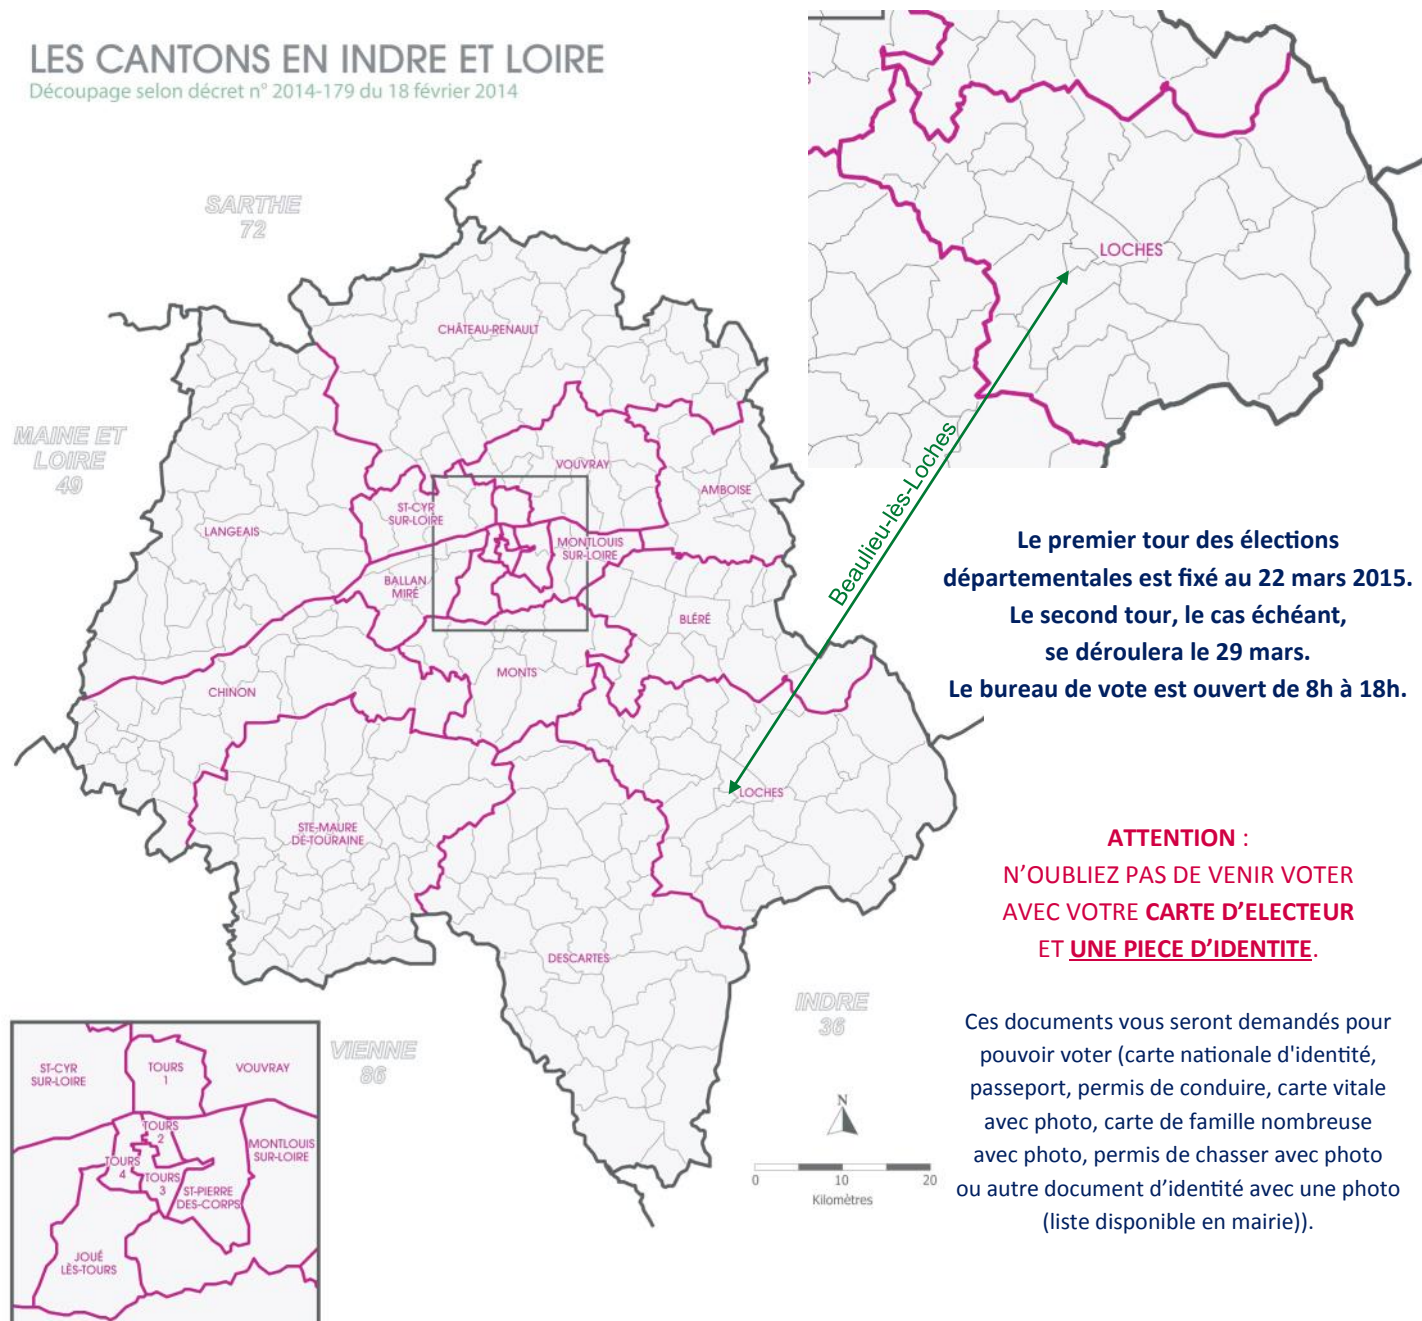 LES CANTONS EN INDRE ET LOIRE
Découpage selon décret n° 2014-179 du 18 février 2014
SARTHE
72
MAINE ET
LOIRE
49
CHÂTEAU-RENAULT
VOUVRAY
AMBOISE
ST-CYR
SUR-LOIRE
LANGEAIS
MONTLOUIS
SUR-LOIRE
BALLAN
MIRÉ
BLÉRÉ
MONTS
CHINON
LOCHES
STE-MAURE
DE-TOURAINE
DESCARTES
INDRE
36
VIENNE
86
LOCHES
Beaulieu-lès-Loches
Le premier tour des élections
départementales est fixé au 22 mars 2015.
Le second tour, le cas échéant,
se déroulera le 29 mars.
Le bureau de vote est ouvert de 8h à 18h.
ATTENTION :
N'OUBLIEZ PAS DE VENIR VOTER
AVEC VOTRE CARTE D'ELECTEUR
ET UNE PIECE D'IDENTITE.
Ces documents vous seront demandés pour
pouvoir voter (carte nationale d'identité,
passeport, permis de conduire, carte vitale
avec photo, carte de famille nombreuse
avec photo, permis de chasser avec photo
ou autre document d'identité avec une photo
(liste disponible en mairie)).
ST-CYR
SUR-LOIRE
TOURS
1
VOUVRAY
TOURS
2
MONTLOUIS
SUR-LOIRE
TOURS
4
TOURS
3
ST-PIERRE
DES-CORPS
JOUÉ
LÈS-TOURS
N
0 10 20
Kilomètres